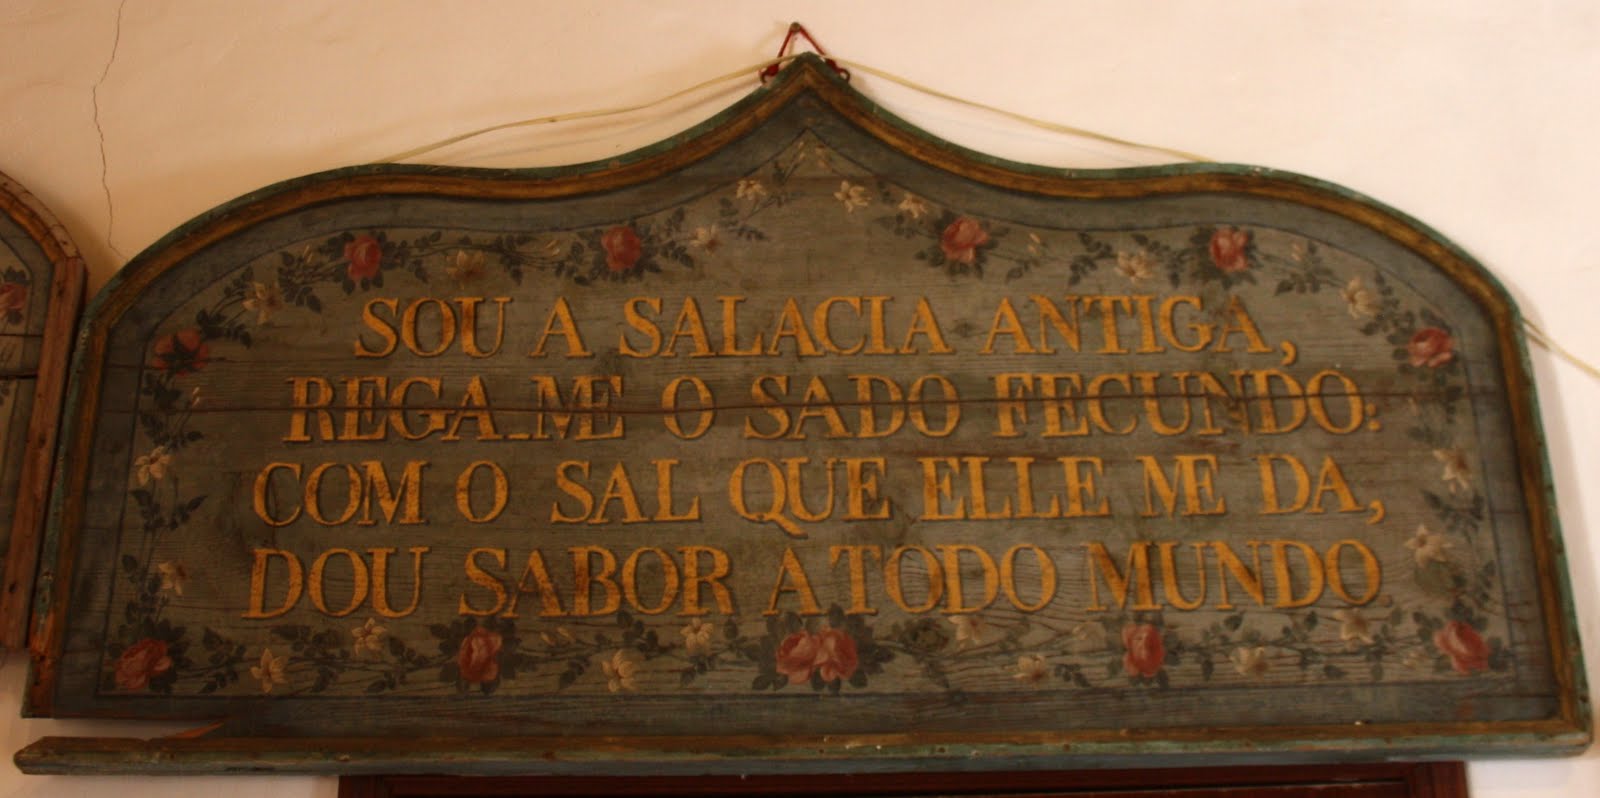 SOU A SALACIA ANTIGA,
REGA-ME O SADO FECUNDO:
COM O SAL QUE ELLE ME DA,
DOU SABOR A TODO MUNDO